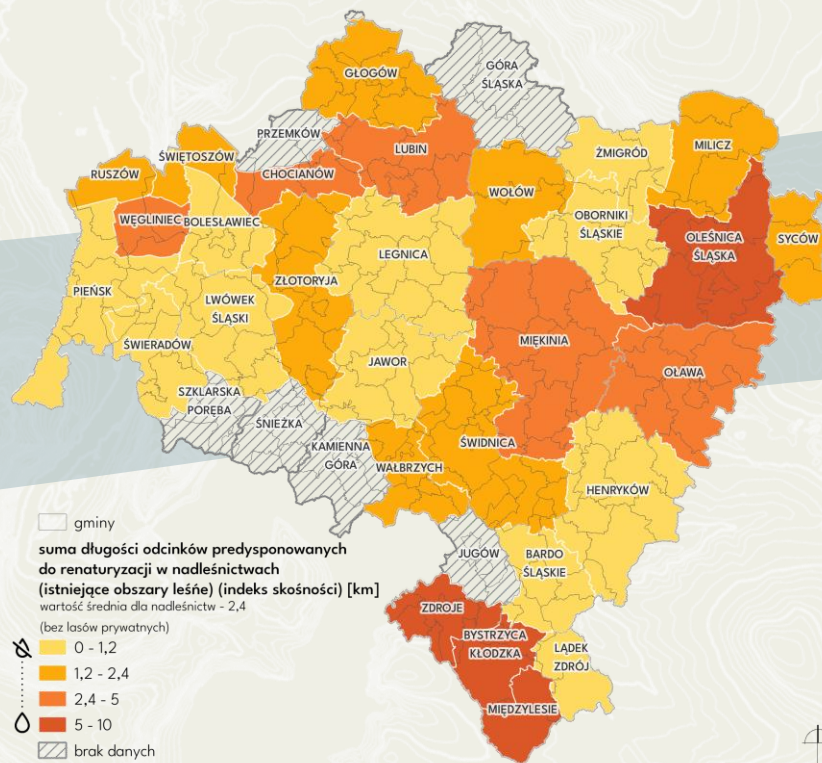 GŁOGÓW
GÓRA
ŚLĄSKA
PRZEMKÓW
LUBIN
ŻMIGRÓD
MILICZ
ŚWIĘTOSZÓW
RUSZÓW
CHOCIANÓW
WOŁÓW
WĘGLINIEC
BOLESŁAWIEC
OBORNIKI
ŚLĄSKIE
OLEŚNICA
ŚLĄSKA
SYCÓW
LEGNICA
ZŁOTORYJA
PIEŃSK
LWÓWEK
ŚLĄSKI
ŚWIERADÓW
JAWOR
MIĘKINIA
OŁAWA
SZKLARSKA
PORĘBA
ŚNIEŻKA
KAMIENNA
GÓRA
WAŁBRZYCH
ŚWIDNICA
HENRYKÓW
JUGÓW
BARDO
ŚLĄSKIE
ZDROJE
BYSTRZYCA
KŁODZKA
LĄDEK
ZDRÓJ
MIĘDZYLESIE
gminy
suma długości odcinków predysponowanych
do renaturyzacji w nadleśnictwach
(istniejące obszary leśńe) (indeks skośności) [km]
wartość średnia dla nadleśnictw - 2,4
(bez lasów prywatnych)
0 - 1,2
1,2 - 2,4
2,4 - 5
5 - 10
brak danych